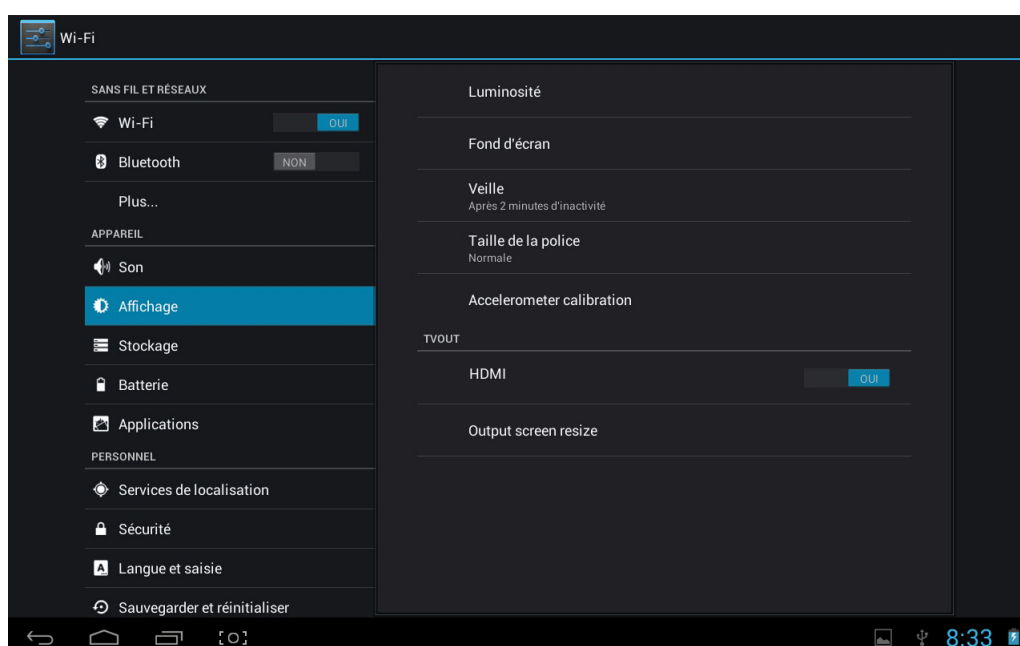 Wi-Fi
SANS FIL ET RÉSEAUX
Wi-Fi OUI
Bluetooth NON
Plus...
APPAREIL
Son
Affichage
Stockage
Batterie
Applications
PERSONNEL
Services de localisation
Sécurité
Langue et saisie
Sauvegarder et réinitialiser
Luminosité
Fond d'écran
Veille
Après 2 minutes d'inactivité
Taille de la police
Normale
Accelerometer calibration
TVOUT
HDMI OUI
Output screen resize
8:33